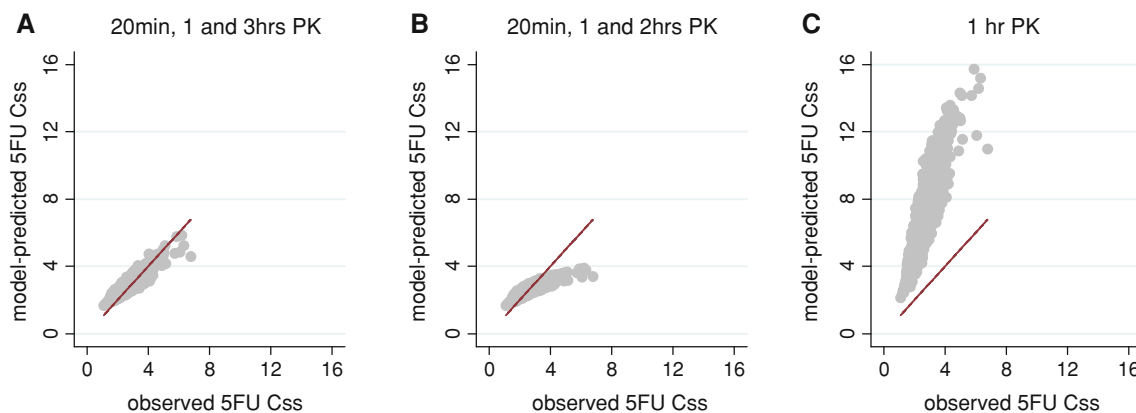 A 20min, 1 and 3hrs PK
model-predicted 5FU Css
16
12
8
4
0
0 4 8 12 16
observed 5FU Css
B 20min, 1 and 2hrs PK
model-predicted 5FU Css
16
12
8
4
0
0 4 8 12 16
observed 5FU Css
C 1 hr PK
model-predicted 5FU Css
16
12
8
4
0
0 4 8 12 16
observed 5FU Css